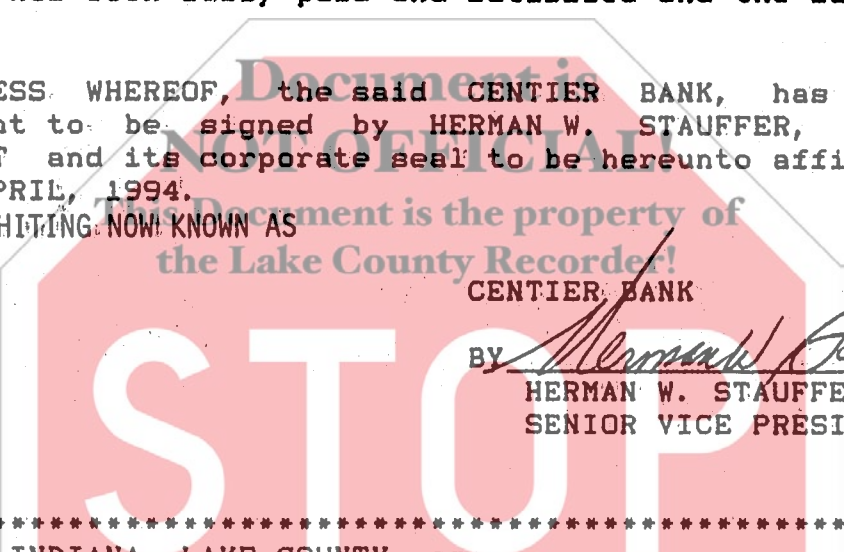 Document is
ESS WHEREOF, the said CENTIER BANK, has
nt to be signed by HERMAN W. STAUFFER,
NOT OFFICIAL!
and its corporate seal to be hereunto affi
PRIL, 1994.
This Document is the property of
HITING NOW KNOWN AS
the Lake County Recorder!
CENTIER BANK
BY Herman W
HERMAN W. STAUFFE
SENIOR VICE PRESI
STOP
************************************************
INDIANA, LAKE COUNTY